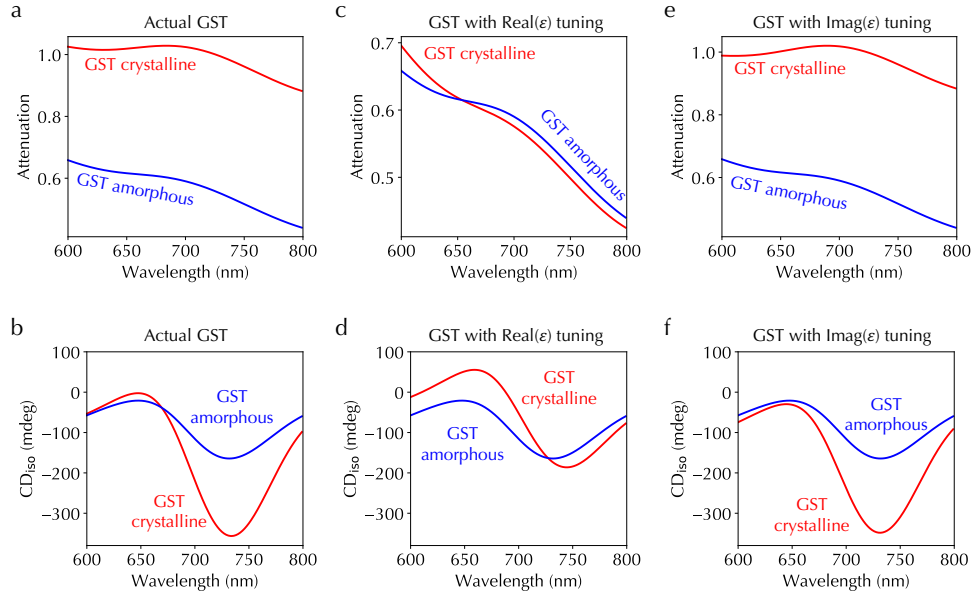 a
Actual GST
1.0
0.8
0.6
GST crystalline
GST amorphous
Attenuation
600 650 700 750 800
Wavelength (nm)
c
GST with Real(ε) tuning
0.7
0.6
0.5
GST crystalline
GST amorphous
Attenuation
600 650 700 750 800
Wavelength (nm)
e
GST with Imag(ε) tuning
1.0
0.8
0.6
GST crystalline
GST amorphous
Attenuation
600 650 700 750 800
Wavelength (nm)
b
Actual GST
100
0
−100
−200
−300
GST
amorphous
GST
crystalline
CDiso (mdeg)
600 650 700 750 800
Wavelength (nm)
d
GST with Real(ε) tuning
100
0
−100
−200
−300
GST
crystalline
GST
amorphous
CDiso (mdeg)
600 650 700 750 800
Wavelength (nm)
f
GST with Imag(ε) tuning
100
0
−100
−200
−300
GST
amorphous
GST
crystalline
CDiso (mdeg)
600 650 700 750 800
Wavelength (nm)